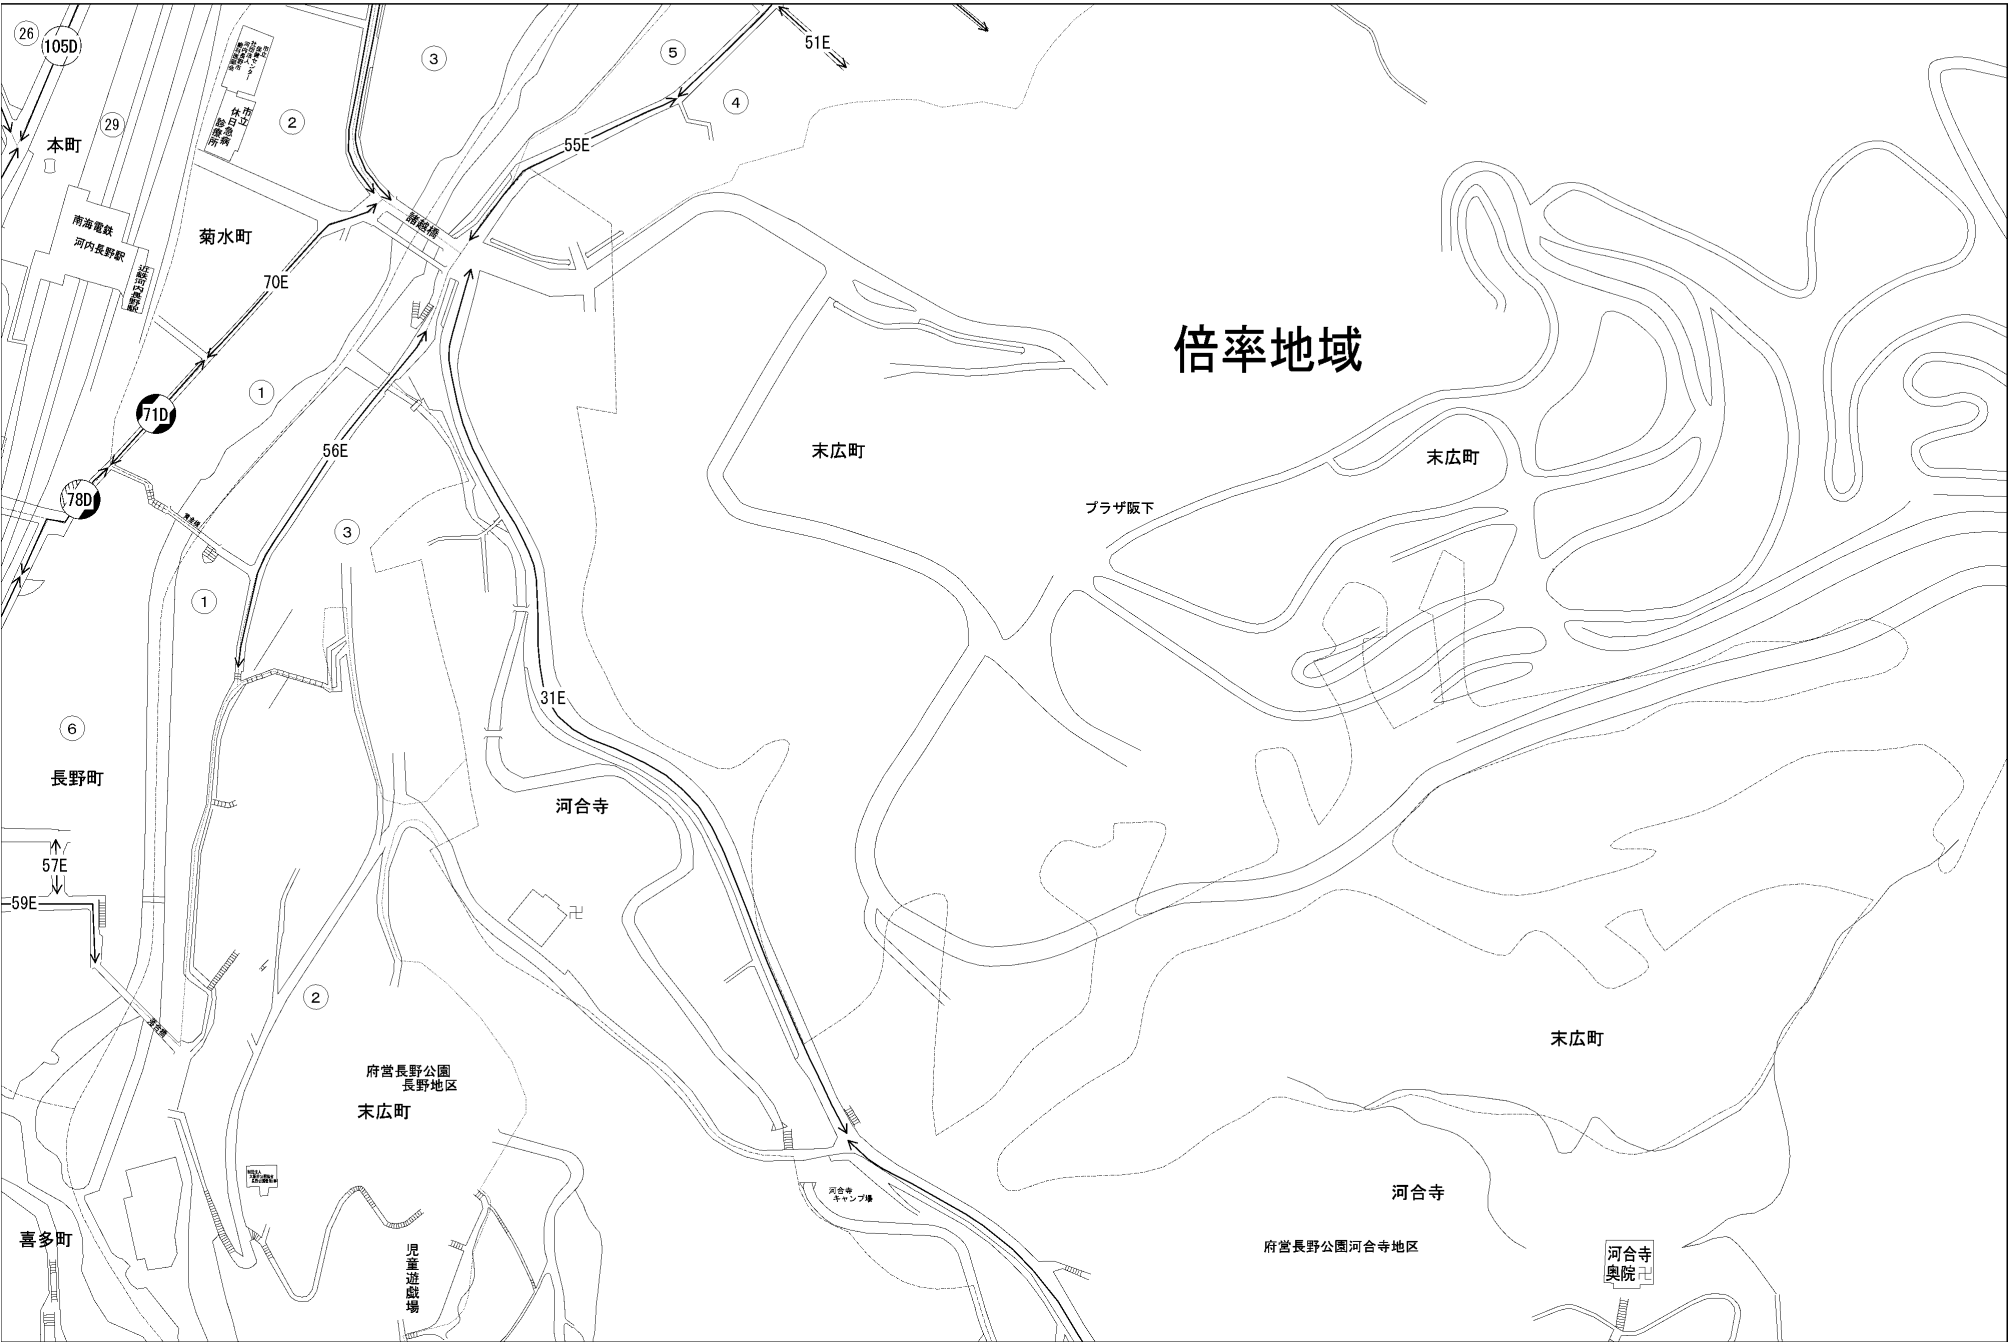 26
105D
3
5
51E
4
29
2
市立
休日急病
診療所
本町
55E
南海電鉄
河内長野駅
近鉄河内長野駅
菊水町
諸越橋
70E
倍率地域
1
71D
56E
末広町
末広町
78D
プラザ阪下
3
1
31E
6
長野町
河合寺
57E
59E
卍
2
落合橋
末広町
府営長野公園
長野地区
末広町
河合寺
キャンプ場
河合寺
喜多町
児童遊戯場
府営長野公園河合寺地区
河合寺
奥院 卍